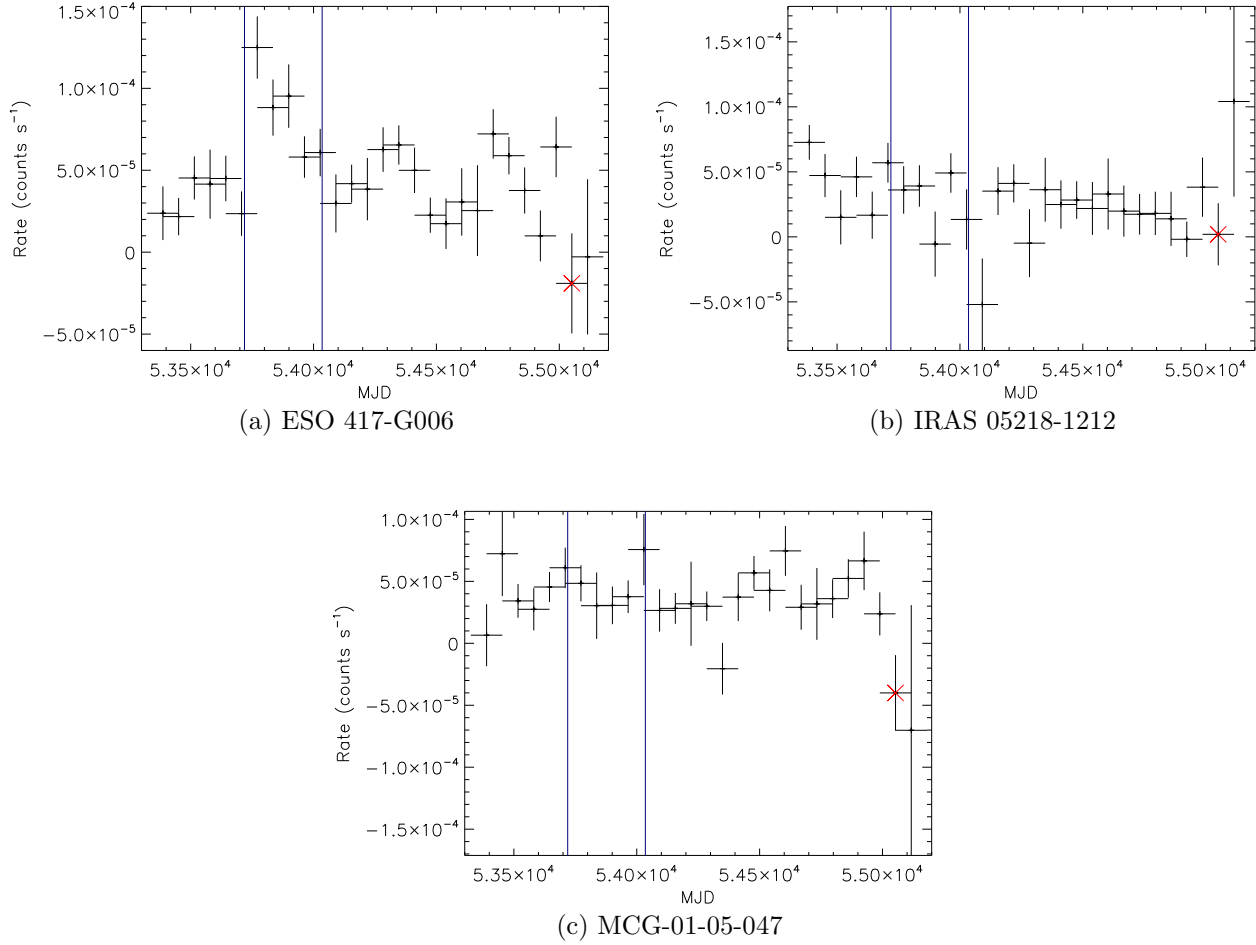 Rate (counts s⁻¹)
1.5×10⁻⁴
1.0×10⁻⁴
5.0×10⁻⁵
0
−5.0×10⁻⁵
5.35×10⁴ 5.40×10⁴ 5.45×10⁴ 5.50×10⁴
MJD
(a) ESO 417-G006
Rate (counts s⁻¹)
1.5×10⁻⁴
1.0×10⁻⁴
5.0×10⁻⁵
0
−5.0×10⁻⁵
5.35×10⁴ 5.40×10⁴ 5.45×10⁴ 5.50×10⁴
MJD
(b) IRAS 05218-1212
Rate (counts s⁻¹)
1.0×10⁻⁴
5.0×10⁻⁵
0
−5.0×10⁻⁵
−1.0×10⁻⁴
−1.5×10⁻⁴
5.35×10⁴ 5.40×10⁴ 5.45×10⁴ 5.50×10⁴
MJD
(c) MCG-01-05-047